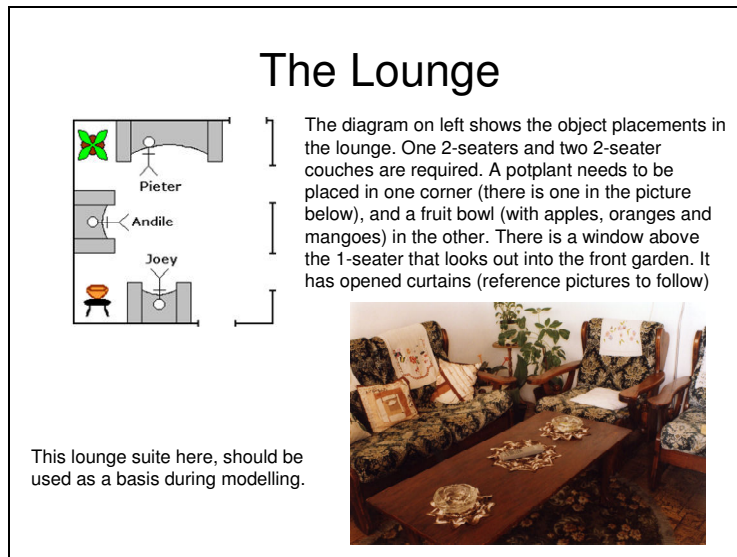 The Lounge
The diagram on left shows the object placements in
the lounge. One 2-seaters and two 2-seater
couches are required. A potplant needs to be
placed in one corner (there is one in the picture
below), and a fruit bowl (with apples, oranges and
mangoes) in the other. There is a window above
the 1-seater that looks out into the front garden. It
has opened curtains (reference pictures to follow)
Pieter
Andile
Joey
This lounge suite here, should be
used as a basis during modelling.